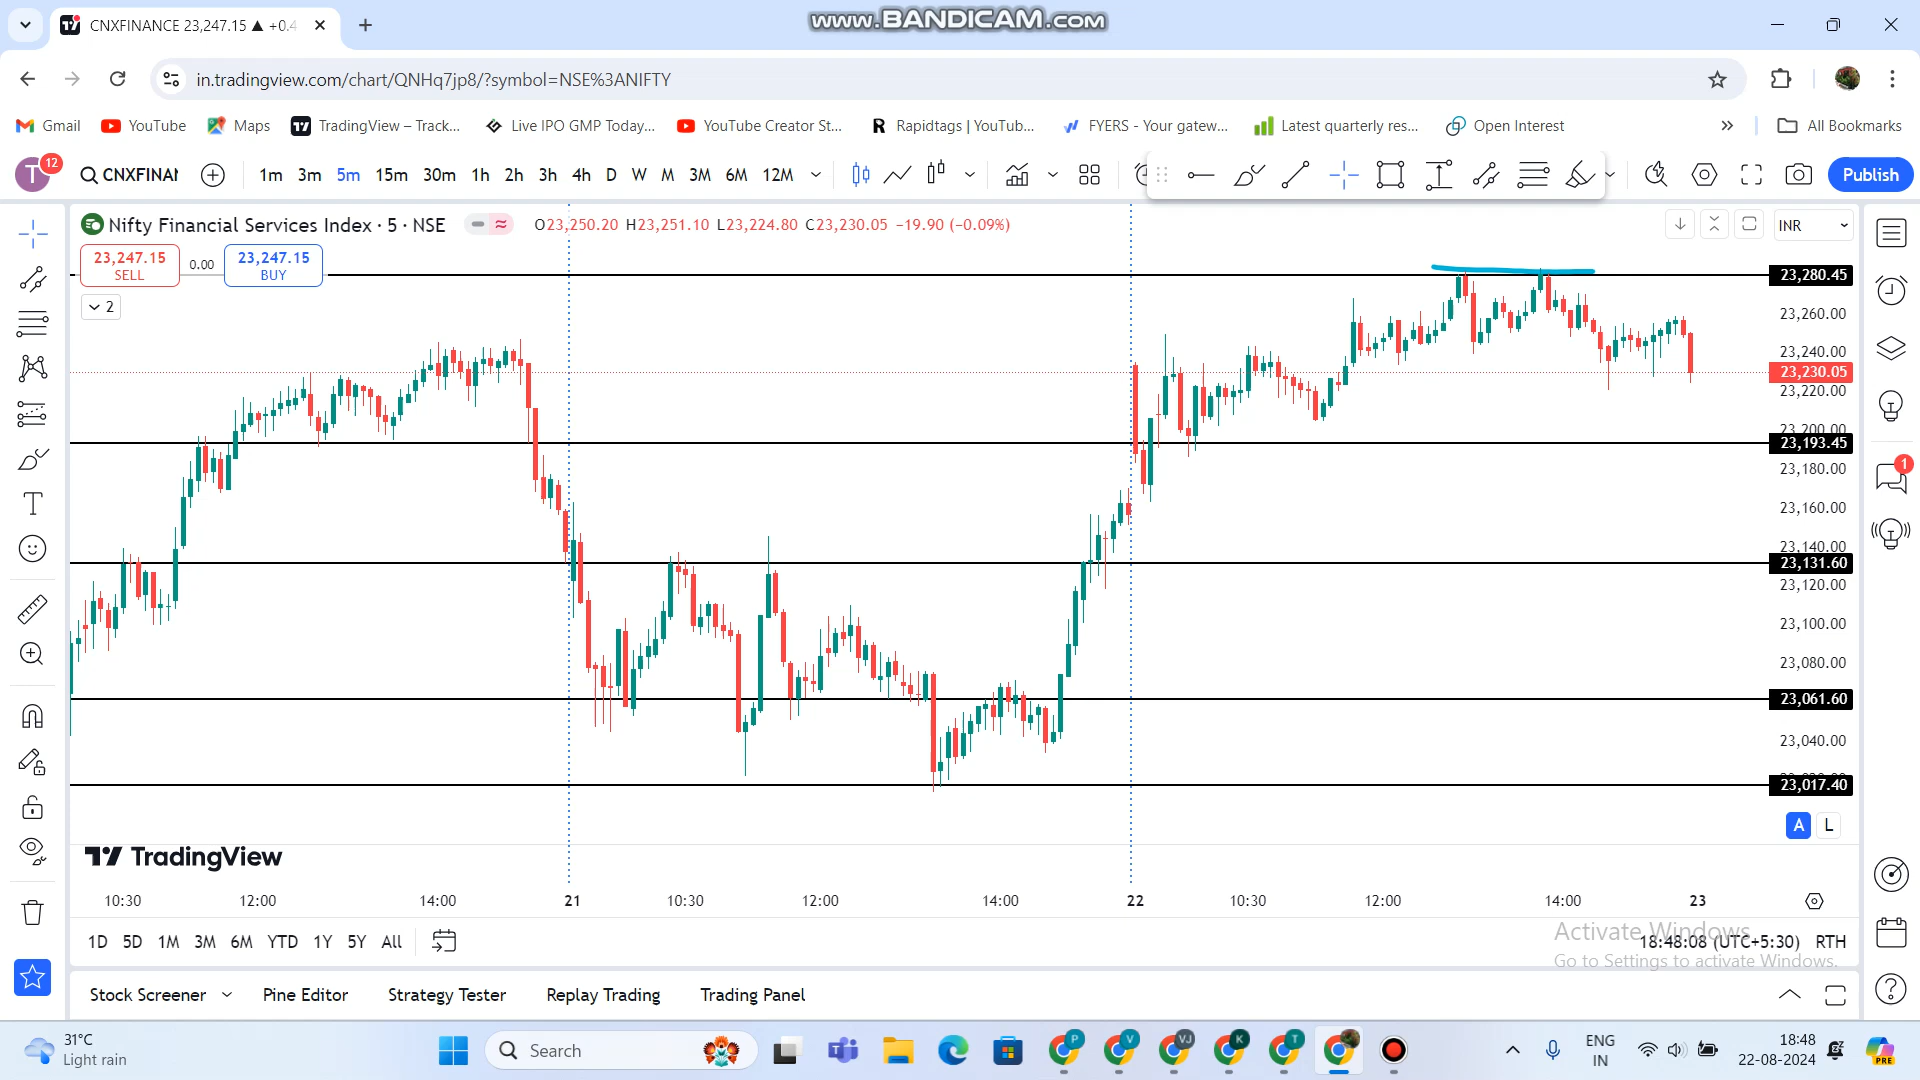 CNXFINANCE 23,247.15 ▲ +0.4
www.BANDICAM.com
in.tradingview.com/chart/QNHq7jp8/?symbol=NSE%3ANIFTY
Gmail YouTube Maps TradingView – Track... Live IPO GMP Today... YouTube Creator St... Rapidtags | YouTub... FYERS - Your gatew... Latest quarterly res... Open Interest » All Bookmarks
T 12 CNXFINAN 1m 3m 5m 15m 30m 1h 2h 3h 4h D W M 3M 6M 12M Publish
Nifty Financial Services Index · 5 · NSE O23,250.20 H23,251.10 L23,224.80 C23,230.05 −19.90 (−0.09%) INR
23,247.15 SELL 0.00 23,247.15 BUY
2
23,280.45
23,260.00
23,240.00
23,230.05
23,220.00
23,200.00
23,193.45
23,180.00
23,160.00
23,140.00
23,131.60
23,120.00
23,100.00
23,080.00
23,061.60
23,040.00
23,017.40
A L
1
TradingView
10:30 12:00 14:00 21 10:30 12:00 14:00 22 10:30 12:00 14:00 23
Activate Windows
1D 5D 1M 3M 6M YTD 1Y 5Y All 18:48:08 (UTC+5:30) RTH
Go to Settings to activate Windows.
Stock Screener Pine Editor Strategy Tester Replay Trading Trading Panel
31°C
Light rain
Search
P V VJ K T
ENG
IN
18:48
22-08-2024
PRE